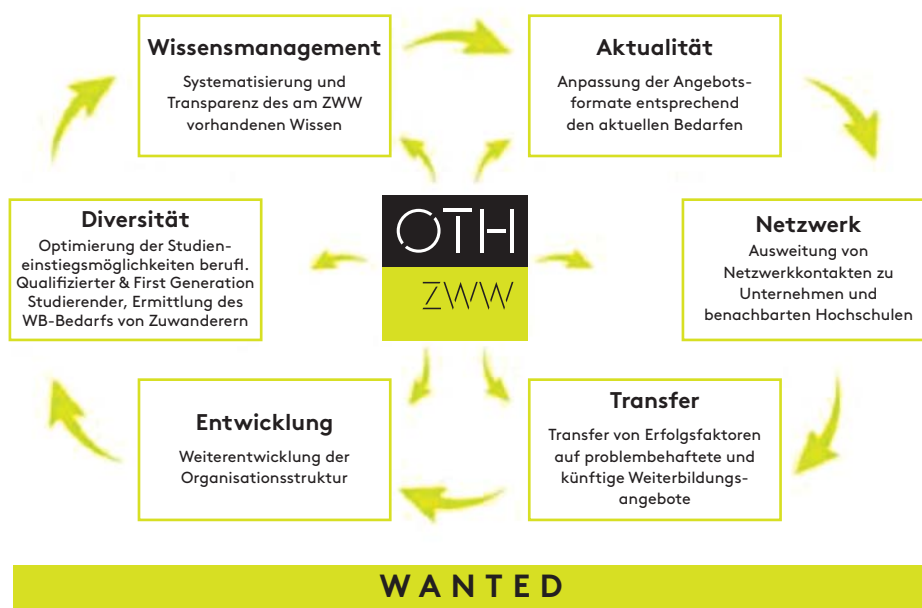 Wissensmanagement
Systematisierung und
Transparenz des am ZWW
vorhandenen Wissen
Aktualität
Anpassung der Angebots-
formate entsprechend
den aktuellen Bedarfen
Diversität
Optimierung der Studien-
einstiegsmöglichkeiten berufl.
Qualifizierter & First Generation
Studierender, Ermittlung des
WB-Bedarfs von Zuwanderern
OTH
ZWW
Netzwerk
Ausweitung von
Netzwerkkontakten zu
Unternehmen und
benachbarten Hochschulen
Entwicklung
Weiterentwicklung der
Organisationsstruktur
Transfer
Transfer von Erfolgsfaktoren
auf problembehaftete und
künftige Weiterbildungs-
angebote
WANTED